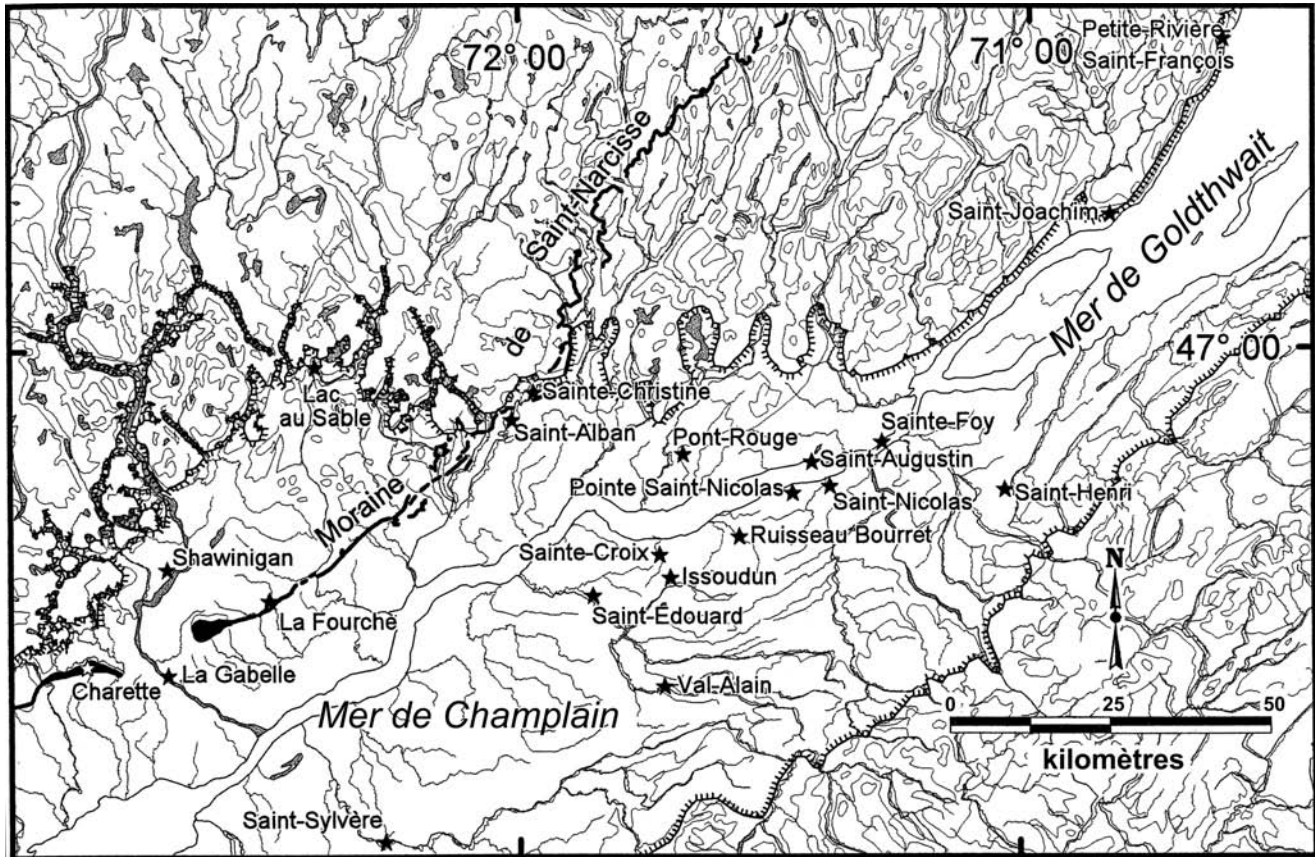 72° 00
71° 00
Petite-Rivière
Saint-François
Saint-Joachim
Mer de Goldthwait
47° 00
Moraine de Saint-Narcisse
Lac
au Sable
Sainte-Christine
Saint-Alban
Pont-Rouge
Sainte-Foy
Saint-Augustin
Pointe Saint-Nicolas
Saint-Nicolas
Saint-Henri
Ruisseau Bourret
Sainte-Croix
Issoudun
Saint-Édouard
Shawinigan
La Fourche
Charette
La Gabelle
Val-Alain
Mer de Champlain
Saint-Sylvère
N
0 25 50
kilomètres